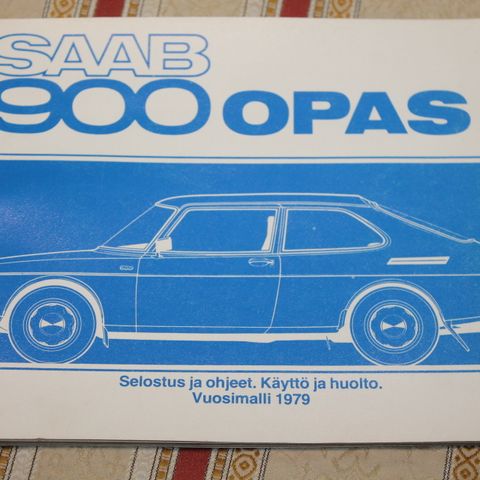 SAAB
900 OPAS
Selostus ja ohjeet. Käyttö ja huolto.
Vuosimalli 1979